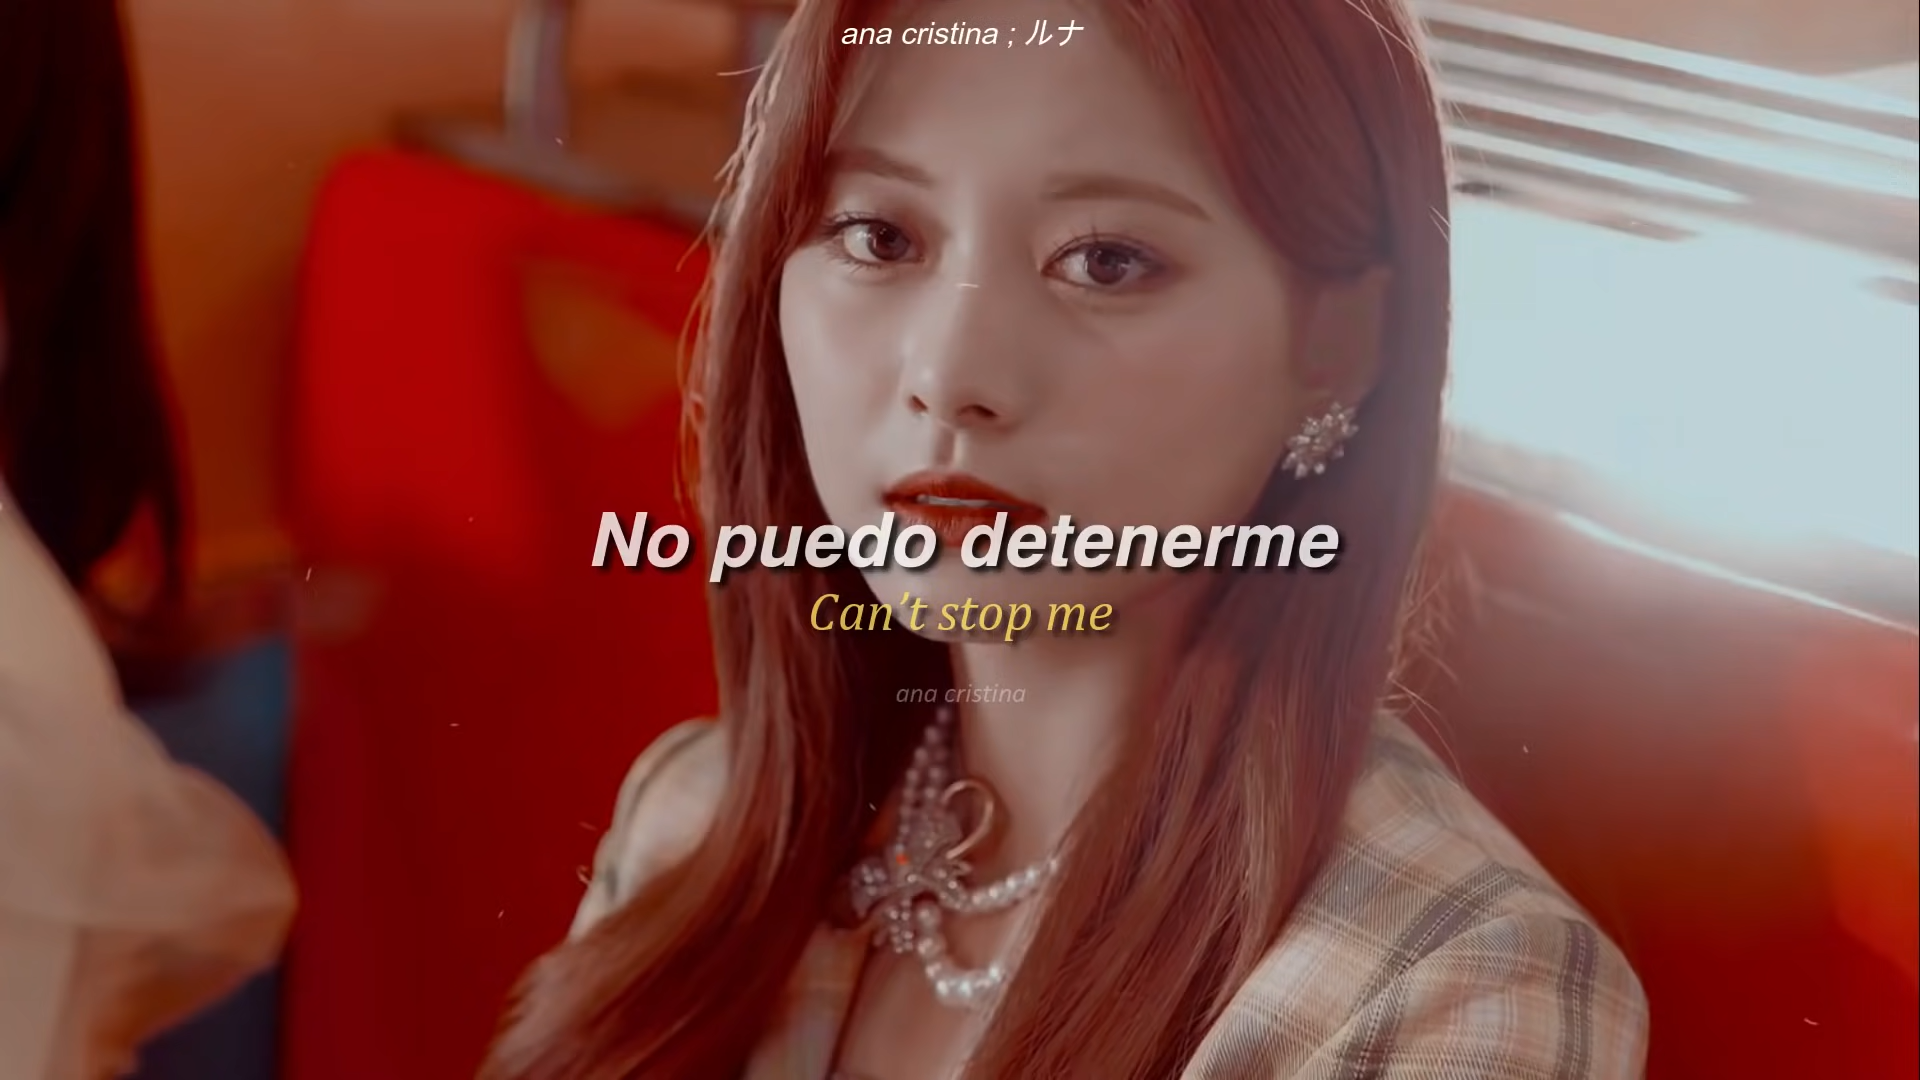 ana cristina ; ルナ
No puedo detenerme
Can't stop me
ana cristina